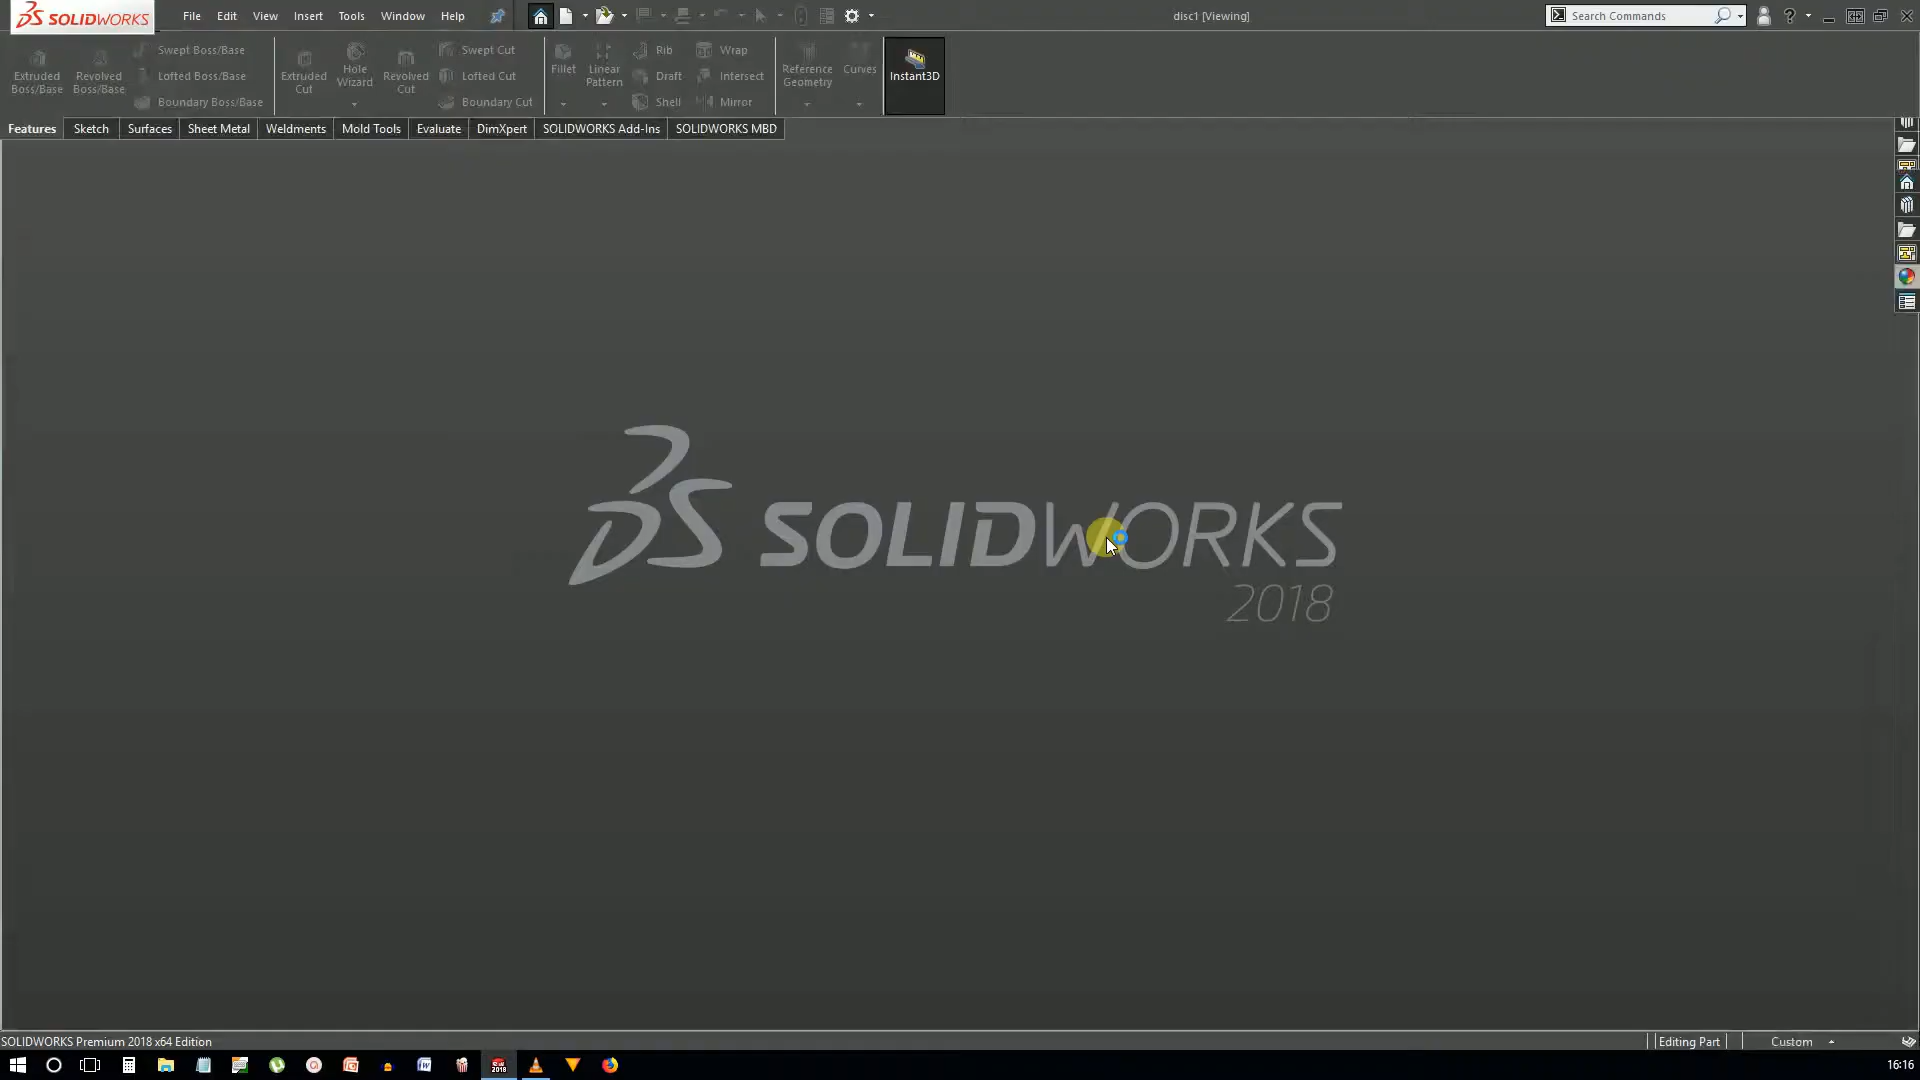 SOLIDWORKS
File Edit View Insert Tools Window Help
disc1 [Viewing]
Search Commands
Extruded Boss/Base
Revolved Boss/Base
Swept Boss/Base
Lofted Boss/Base
Boundary Boss/Base
Extruded Cut
Hole Wizard
Revolved Cut
Swept Cut
Lofted Cut
Boundary Cut
Fillet
Linear Pattern
Rib
Draft
Shell
Wrap
Intersect
Mirror
Reference Geometry
Curves
Instant3D
Features Sketch Surfaces Sheet Metal Weldments Mold Tools Evaluate DimXpert SOLIDWORKS Add-Ins SOLIDWORKS MBD
SOLIDWORKS
2018
SOLIDWORKS Premium 2018 x64 Edition
Editing Part
Custom
16:16